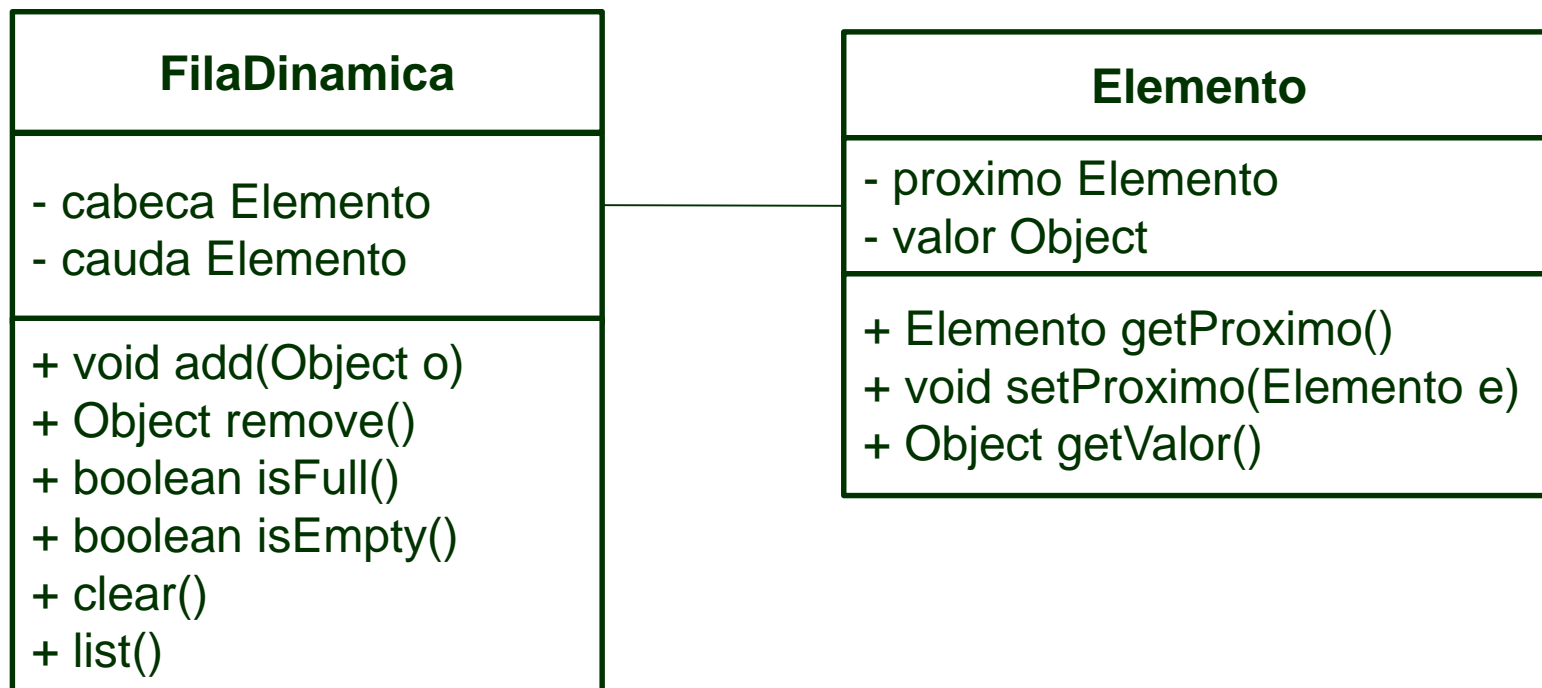 FilaDinamica
- cabeca Elemento
- cauda Elemento
+ void add(Object o)
+ Object remove()
+ boolean isFull()
+ boolean isEmpty()
+ clear()
+ list()
Elemento
- proximo Elemento
- valor Object
+ Elemento getProximo()
+ void setProximo(Elemento e)
+ Object getValor()